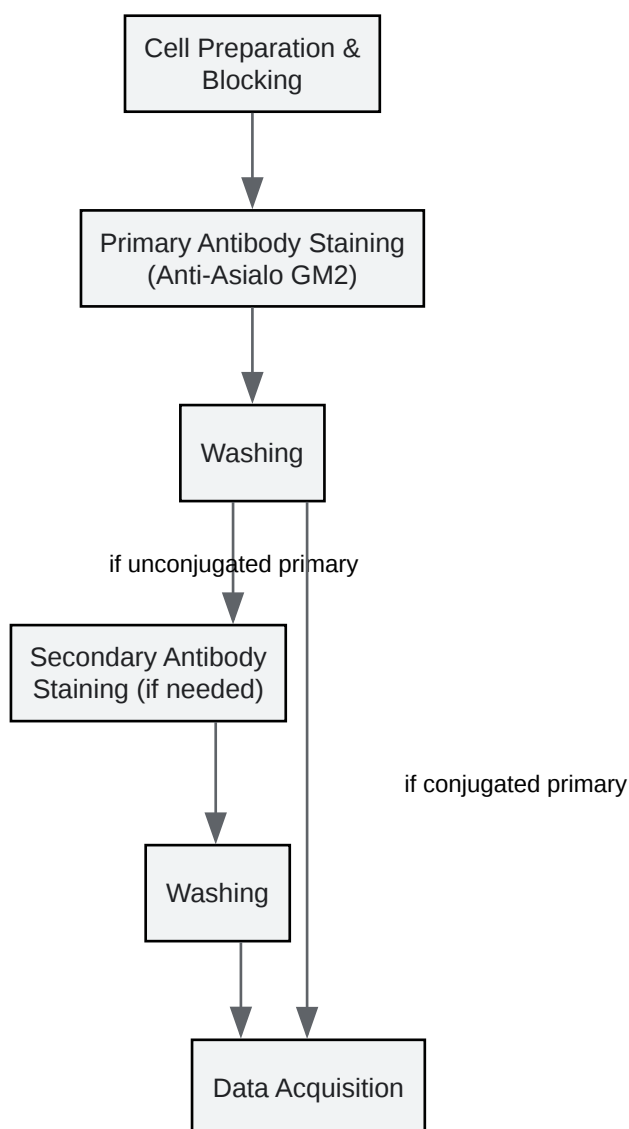 Cell Preparation &
Blocking
Primary Antibody Staining
(Anti-Asialo GM2)
Washing
if unconjugated primary
Secondary Antibody
Staining (if needed)
if conjugated primary
Washing
Data Acquisition